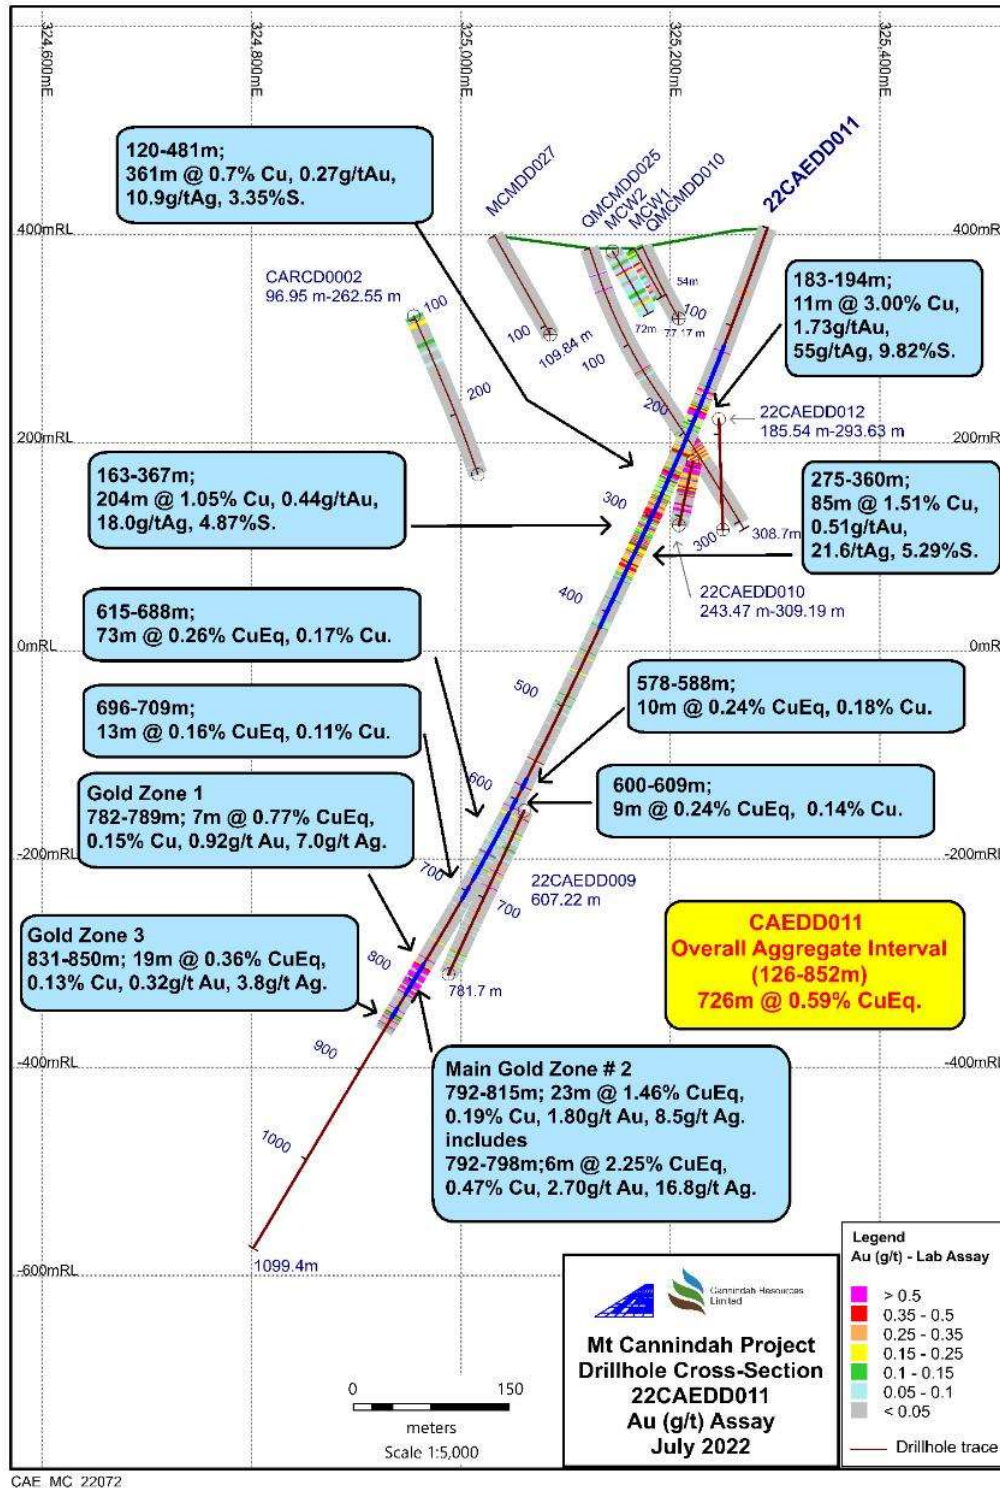 324,600mE
324,800mE
325,000mE
325,200mE
325,400mE
120-481m;
361m @ 0.7% Cu, 0.27g/tAu,
10.9g/tAg, 3.35%S.
MCMDD027
QMCMDD025
MCW2
MCW1
QMCMDD010
22CAEDD011
400mRL
400mRL
CARCD0002
96.95 m-262.55 m
100
200
100
109.84 m
100
72m
54m
100
77.17 m
183-194m;
11m @ 3.00% Cu,
1.73g/tAu,
55g/tAg, 9.82%S.
200
22CAEDD012
185.54 m-293.63 m
200mRL
200mRL
163-367m;
204m @ 1.05% Cu, 0.44g/tAu,
18.0g/tAg, 4.87%S.
300
275-360m;
85m @ 1.51% Cu,
0.51g/tAu,
21.6/tAg, 5.29%S.
300
308.7m
22CAEDD010
243.47 m-309.19 m
400
615-688m;
73m @ 0.26% CuEq, 0.17% Cu.
0mRL
0mRL
500
578-588m;
10m @ 0.24% CuEq, 0.18% Cu.
696-709m;
13m @ 0.16% CuEq, 0.11% Cu.
600
600-609m;
9m @ 0.24% CuEq, 0.14% Cu.
Gold Zone 1
782-789m; 7m @ 0.77% CuEq,
0.15% Cu, 0.92g/t Au, 7.0g/t Ag.
-200mRL
-200mRL
700
22CAEDD009
607.22 m
700
Gold Zone 3
831-850m; 19m @ 0.36% CuEq,
0.13% Cu, 0.32g/t Au, 3.8g/t Ag.
800
781.7 m
CAEDD011
Overall Aggregate Interval
(126-852m)
726m @ 0.59% CuEq.
900
-400mRL
-400mRL
Main Gold Zone # 2
792-815m; 23m @ 1.46% CuEq,
0.19% Cu, 1.80g/t Au, 8.5g/t Ag.
includes
792-798m;6m @ 2.25% CuEq,
0.47% Cu, 2.70g/t Au, 16.8g/t Ag.
1000
1099.4m
-600mRL
Cannindah Resources
Limited
Mt Cannindah Project
Drillhole Cross-Section
22CAEDD011
Au (g/t) Assay
July 2022
0
150
meters
Scale 1:5,000
Legend
Au (g/t) - Lab Assay
> 0.5
0.35 - 0.5
0.25 - 0.35
0.15 - 0.25
0.1 - 0.15
0.05 - 0.1
< 0.05
Drillhole trace
CAE MC 22072